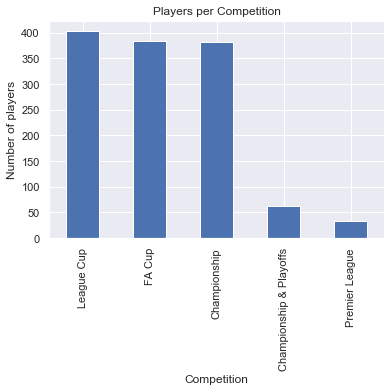 Players per Competition
Number of players
400
350
300
250
200
150
100
50
0
League Cup
FA Cup
Championship
Championship & Playoffs
Premier League
Competition